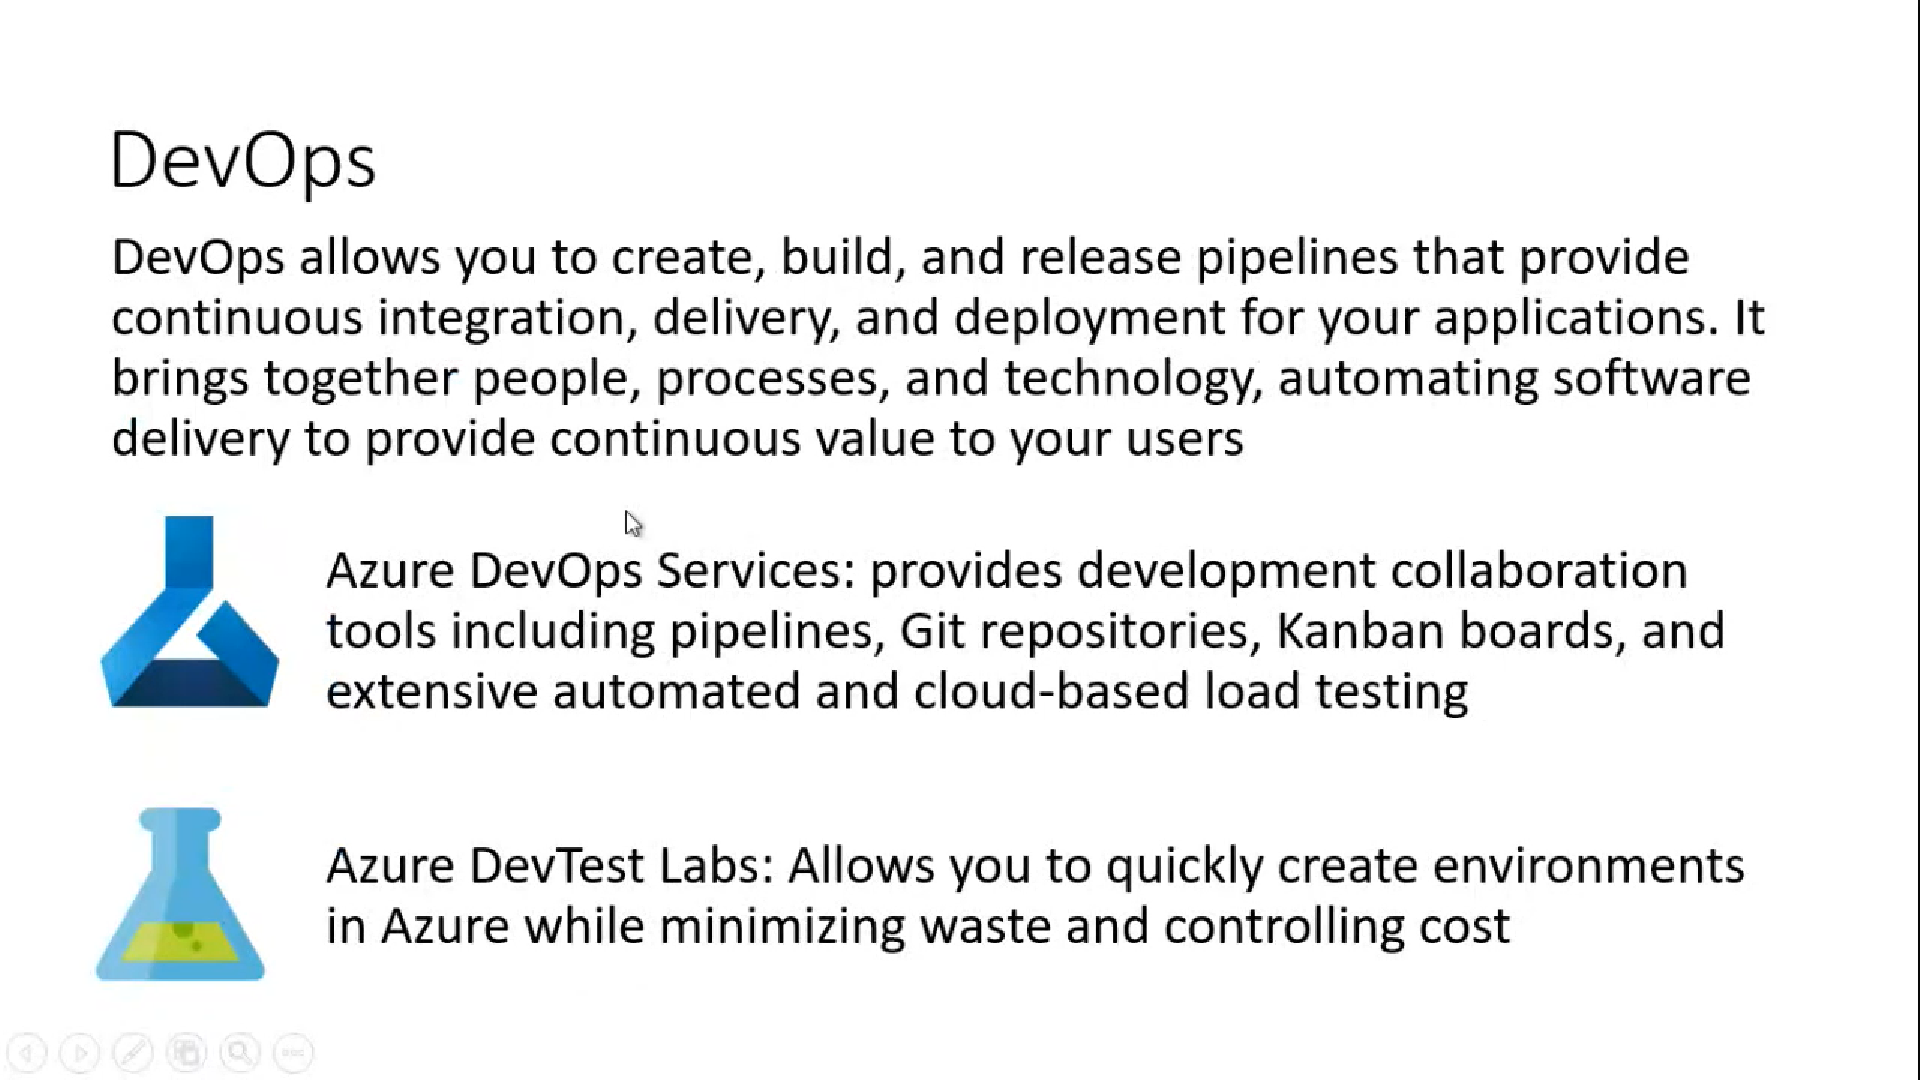 DevOps
DevOps allows you to create, build, and release pipelines that provide
continuous integration, delivery, and deployment for your applications. It
brings together people, processes, and technology, automating software
delivery to provide continuous value to your users
Azure DevOps Services: provides development collaboration
tools including pipelines, Git repositories, Kanban boards, and
extensive automated and cloud-based load testing
Azure DevTest Labs: Allows you to quickly create environments
in Azure while minimizing waste and controlling cost